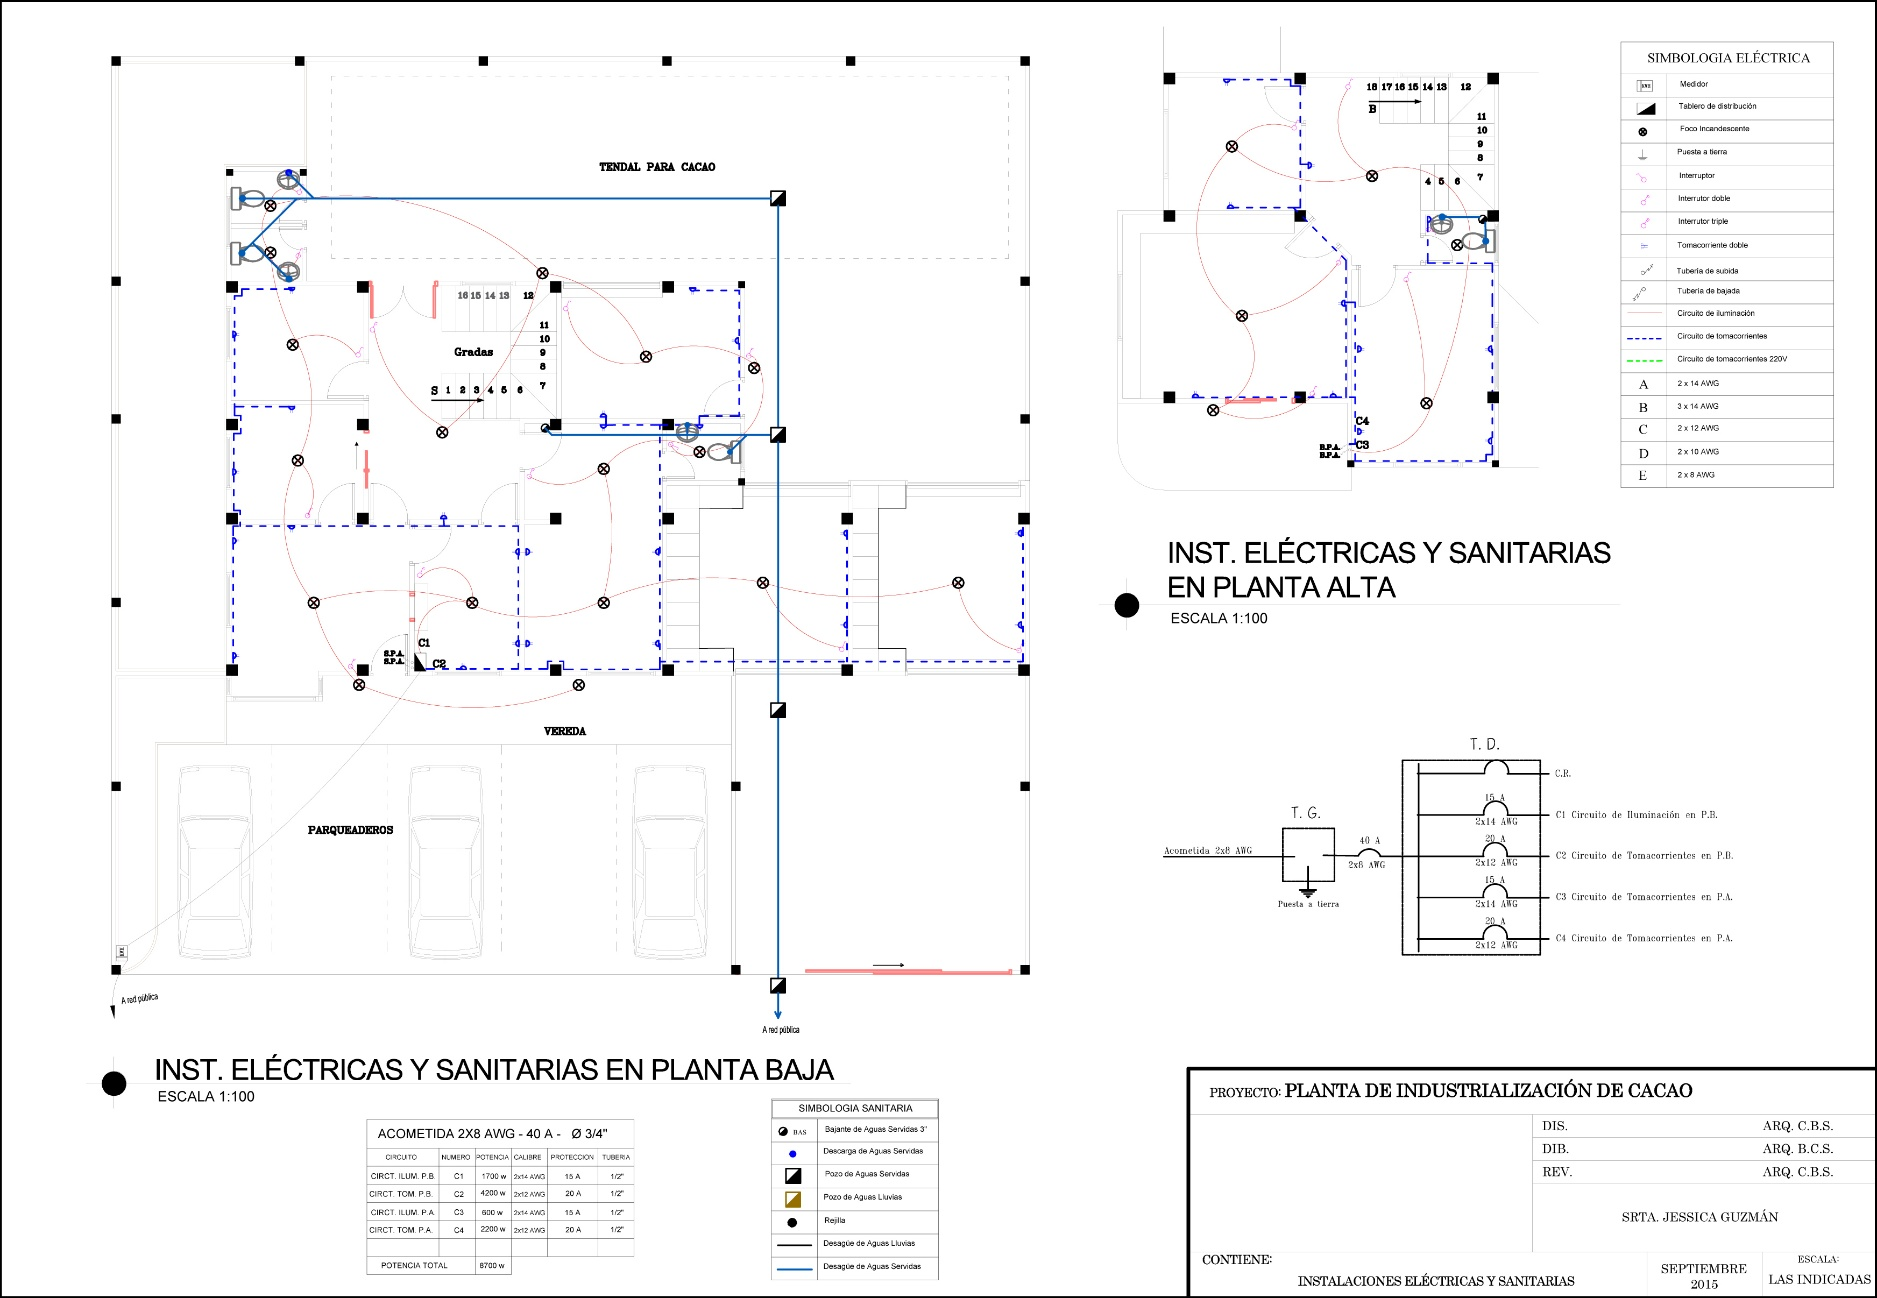 TENDAL PARA CACAO
16 15 14 13 12
11
10
9
8
7
Gradas
S 1 2 3 4 5 6
C1
S.P.A.
S.P.A.
C2
VEREDA
PARQUEADEROS
A red pública
A red pública
INST. ELÉCTRICAS Y SANITARIAS EN PLANTA BAJA
ESCALA 1:100
18 17 16 15 14 13 12
B
11
10
9
8
7
4 5 6
C4
B.P.A.
B.P.A.
C3
INST. ELÉCTRICAS Y SANITARIAS
EN PLANTA ALTA
ESCALA 1:100
SIMBOLOGIA ELÉCTRICA
Medidor
Tablero de distribución
Foco Incandescente
Puesta a tierra
Interruptor
Interrutor doble
Interrutor triple
Tomacorriente doble
Tubería de subida
Tubería de bajada
Circuito de iluminación
Circuito de tomacorrientes
Circuito de tomacorrientes 220V
A 2 x 14 AWG
B 3 x 14 AWG
C 2 x 12 AWG
D 2 x 10 AWG
E 2 x 8 AWG
T. D.
C.R.
T. G.
15 A
2x14 AWG
C1 Circuito de Iluminación en P.B.
Acometida 2x8 AWG
40 A
2x8 AWG
20 A
2x12 AWG
C2 Circuito de Tomacorrientes en P.B.
15 A
2x14 AWG
C3 Circuito de Tomacorrientes en P.A.
Puesta a tierra
20 A
2x12 AWG
C4 Circuito de Tomacorrientes en P.A.
ACOMETIDA 2X8 AWG - 40 A - Ø 3/4"
CIRCUITO NUMERO POTENCIA CALIBRE PROTECCION TUBERIA
CIRCT. ILUM. P.B. C1 1700 w 2x14 AWG 15 A 1/2"
CIRCT. TOM. P.B. C2 4200 w 2x12 AWG 20 A 1/2"
CIRCT. ILUM. P.A. C3 600 w 2x14 AWG 15 A 1/2"
CIRCT. TOM. P.A. C4 2200 w 2x12 AWG 20 A 1/2"
POTENCIA TOTAL 8700 w
SIMBOLOGIA SANITARIA
BAS Bajante de Aguas Servidas 3"
Descarga de Aguas Servidas
Pozo de Aguas Servidas
Pozo de Aguas Lluvias
Rejilla
Desagüe de Aguas Lluvias
Desagüe de Aguas Servidas
PROYECTO: PLANTA DE INDUSTRIALIZACIÓN DE CACAO
DIS. ARQ. C.B.S.
DIB. ARQ. B.C.S.
REV. ARQ. C.B.S.
SRTA. JESSICA GUZMÁN
CONTIENE:
INSTALACIONES ELÉCTRICAS Y SANITARIAS
SEPTIEMBRE
2015
ESCALA:
LAS INDICADAS